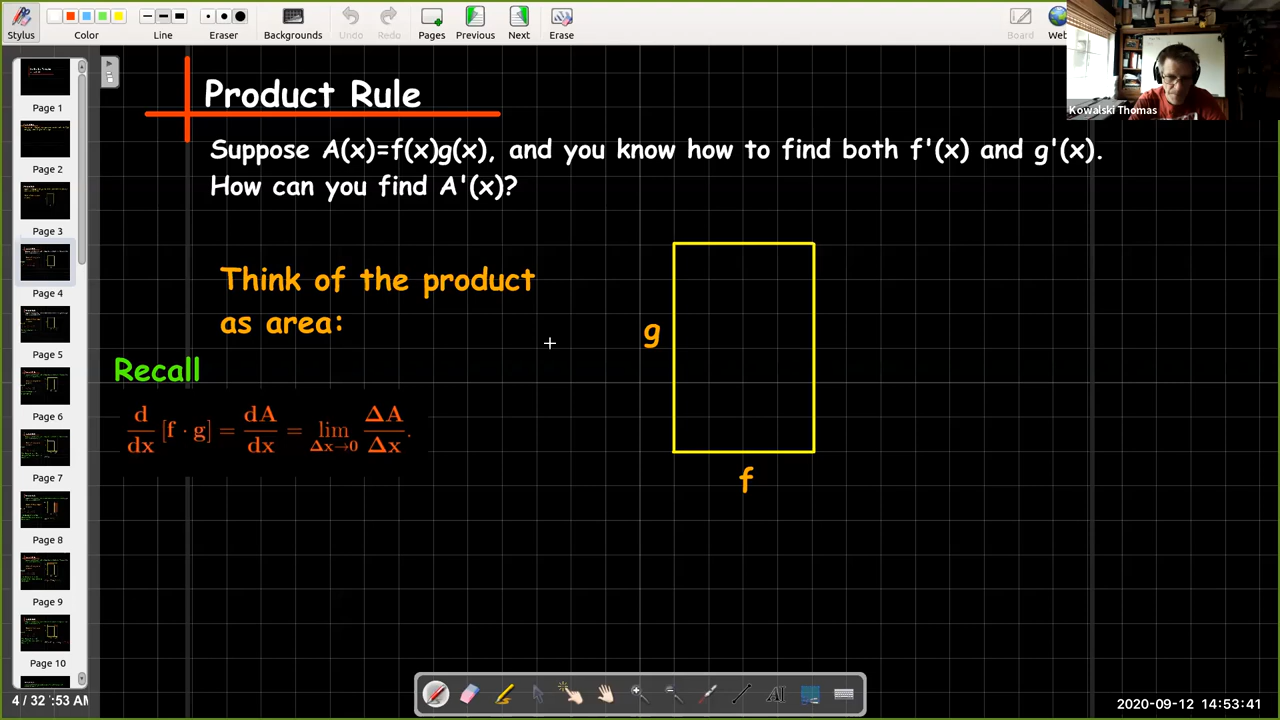 Stylus
Color
Line
Eraser
Backgrounds
Undo
Redo
Pages
Previous
Next
Erase
Board
Web
Kowalski Thomas
Page 1
Page 2
Page 3
Page 4
Page 5
Page 6
Page 7
Page 8
Page 9
Page 10
4 / 32 :53 AM
Product Rule
Suppose A(x)=f(x)g(x), and you know how to find both f'(x) and g'(x).
How can you find A'(x)?
Think of the product
as area:
Recall
d/dx [f · g] = dA/dx = lim Δx→0 ΔA/Δx.
g
f
AI
2020-09-12 14:53:41